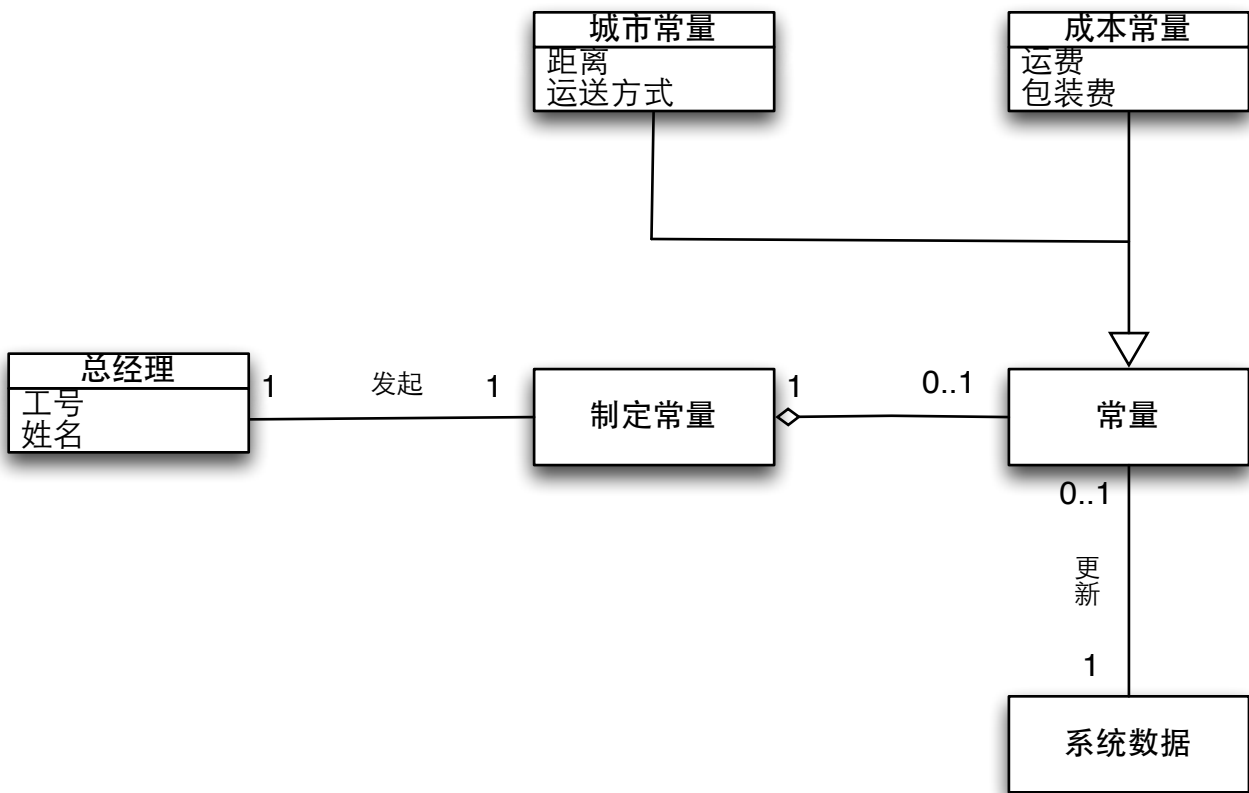 城市常量
距离
运送方式
成本常量
运费
包装费
总经理
工号
姓名
1
发起
1
制定常量
1
0..1
常量
0..1
更新
1
系统数据